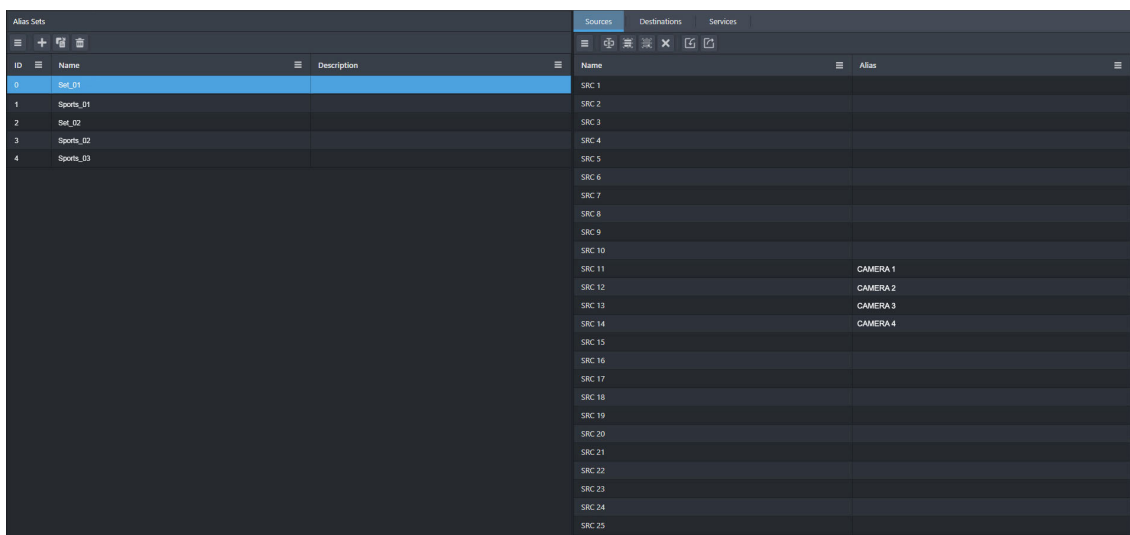 Alias Sets
ID Name Description
0 Set_01
1 Sports_01
2 Set_02
3 Sports_02
4 Sports_03
Sources Destinations Services
Name Alias
SRC 1
SRC 2
SRC 3
SRC 4
SRC 5
SRC 6
SRC 7
SRC 8
SRC 9
SRC 10
SRC 11 CAMERA 1
SRC 12 CAMERA 2
SRC 13 CAMERA 3
SRC 14 CAMERA 4
SRC 15
SRC 16
SRC 17
SRC 18
SRC 19
SRC 20
SRC 21
SRC 22
SRC 23
SRC 24
SRC 25